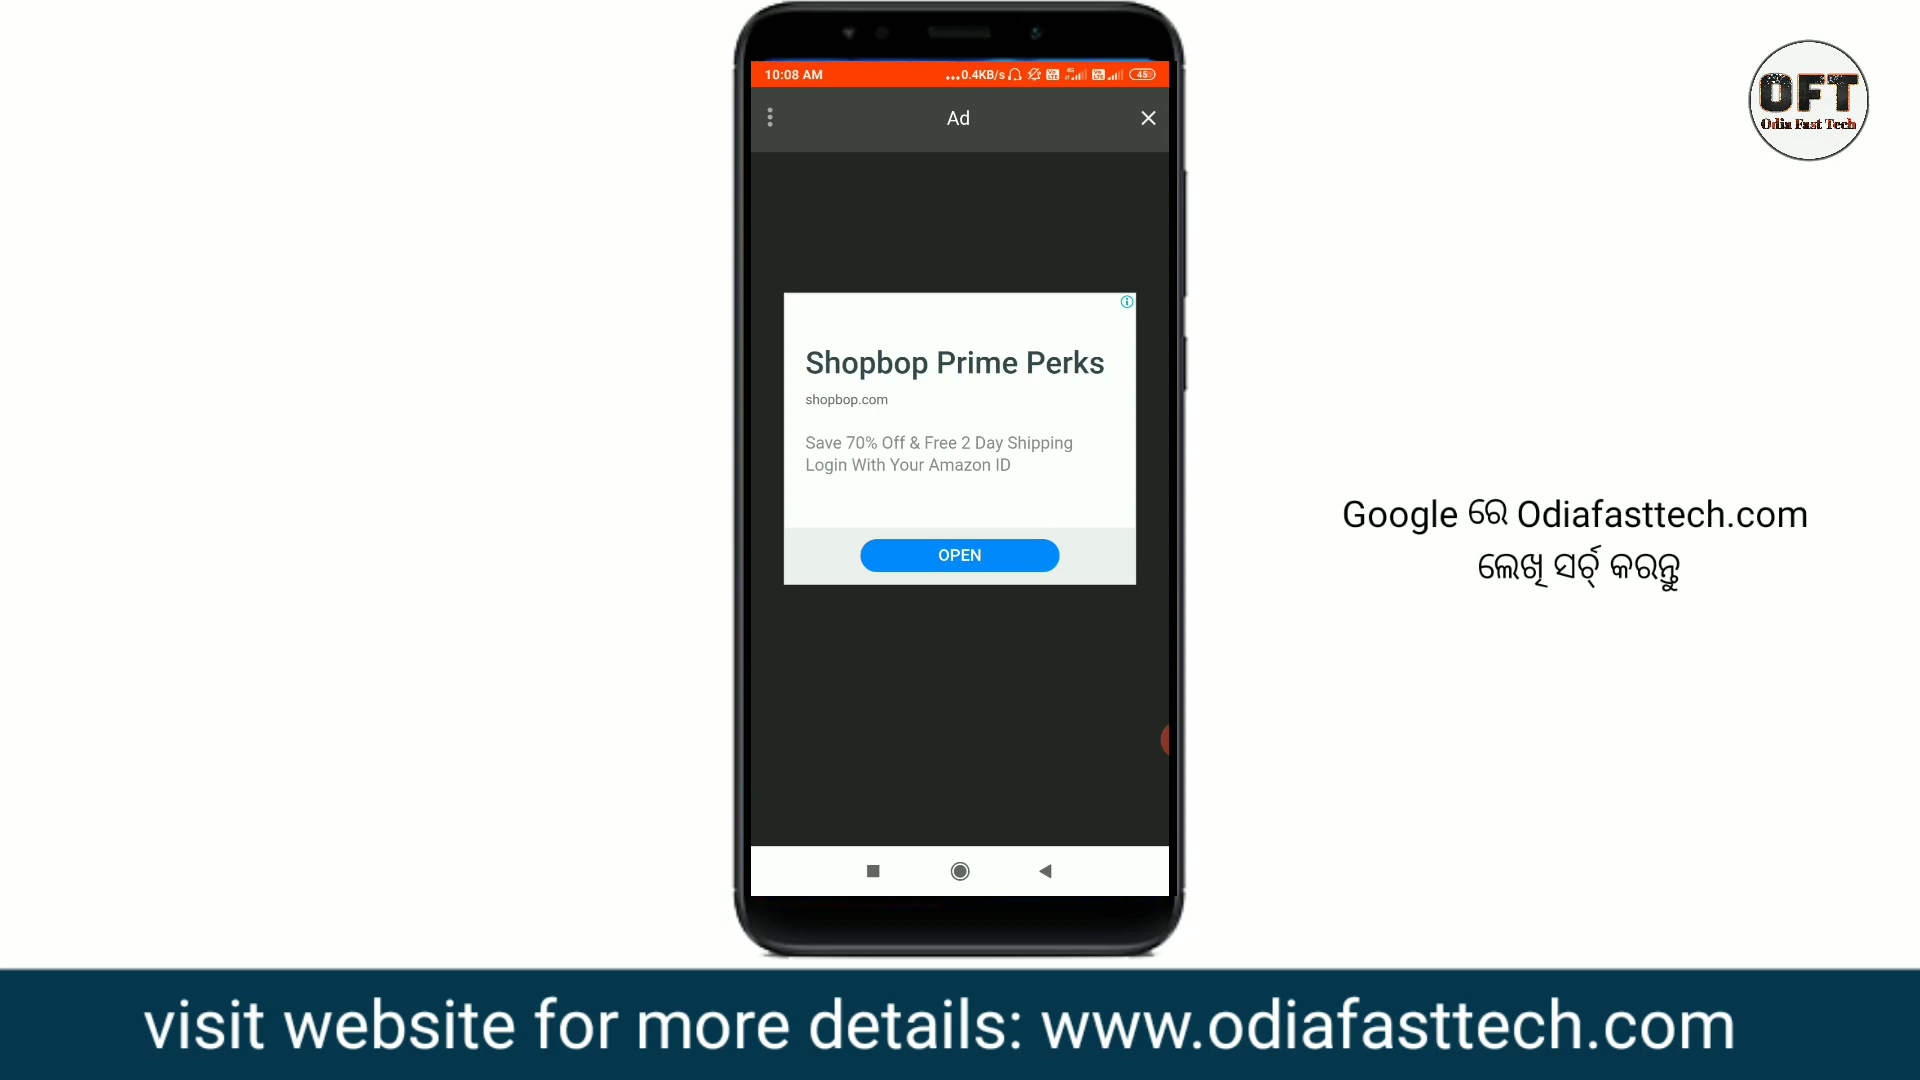 10:08 AM
...0.4KB/s
45
Ad
OFT
Odia Fast Tech
Shopbop Prime Perks
shopbop.com
Save 70% Off & Free 2 Day Shipping
Login With Your Amazon ID
OPEN
Google ରେ Odiafasttech.com
ଲେଖି ସର୍ଚ୍ଚ କରନ୍ତୁ
visit website for more details: www.odiafasttech.com